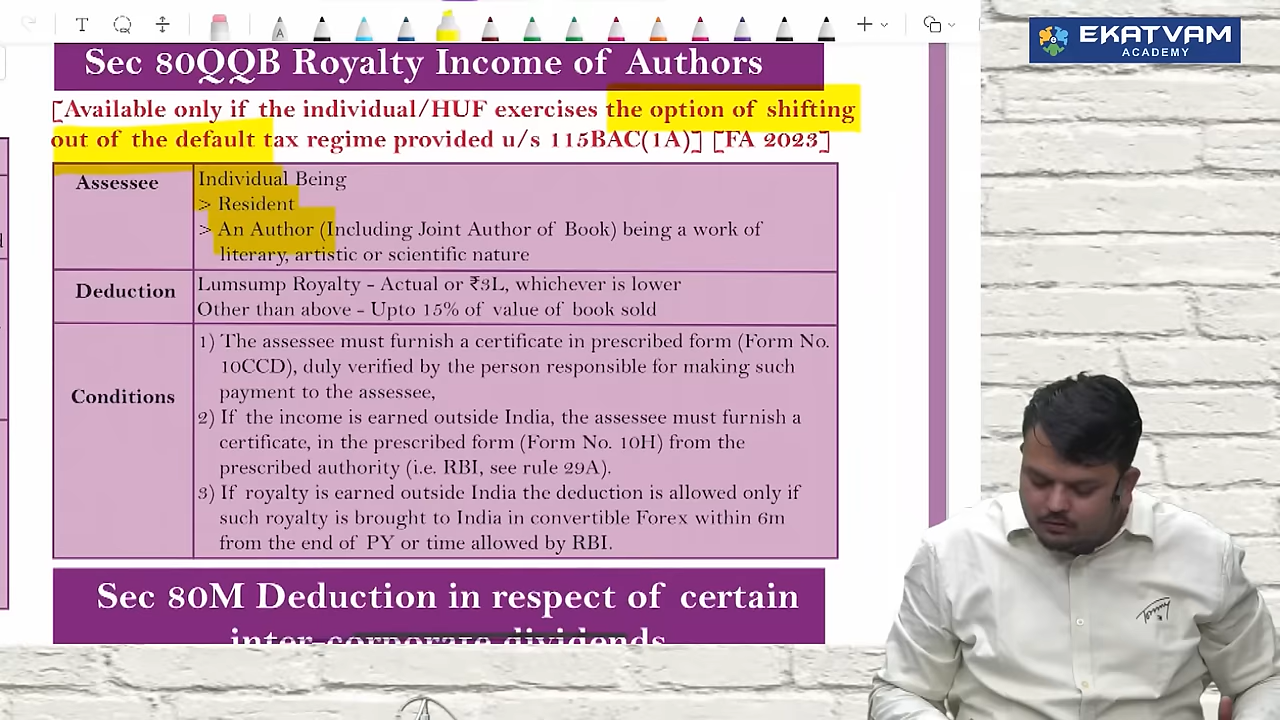 T
A
EKATVAM
ACADEMY
Sec 80QQB Royalty Income of Authors
[Available only if the individual/HUF exercises the option of shifting
out of the default tax regime provided u/s 115BAC(1A)] [FA 2023]
Assessee
Individual Being
> Resident
> An Author (Including Joint Author of Book) being a work of
literary, artistic or scientific nature
Deduction
Lumsump Royalty - Actual or ₹3L, whichever is lower
Other than above - Upto 15% of value of book sold
Conditions
1) The assessee must furnish a certificate in prescribed form (Form No.
10CCD), duly verified by the person responsible for making such
payment to the assessee,
2) If the income is earned outside India, the assessee must furnish a
certificate, in the prescribed form (Form No. 10H) from the
prescribed authority (i.e. RBI, see rule 29A).
3) If royalty is earned outside India the deduction is allowed only if
such royalty is brought to India in convertible Forex within 6m
from the end of PY or time allowed by RBI.
Sec 80M Deduction in respect of certain
inter-corporate dividends